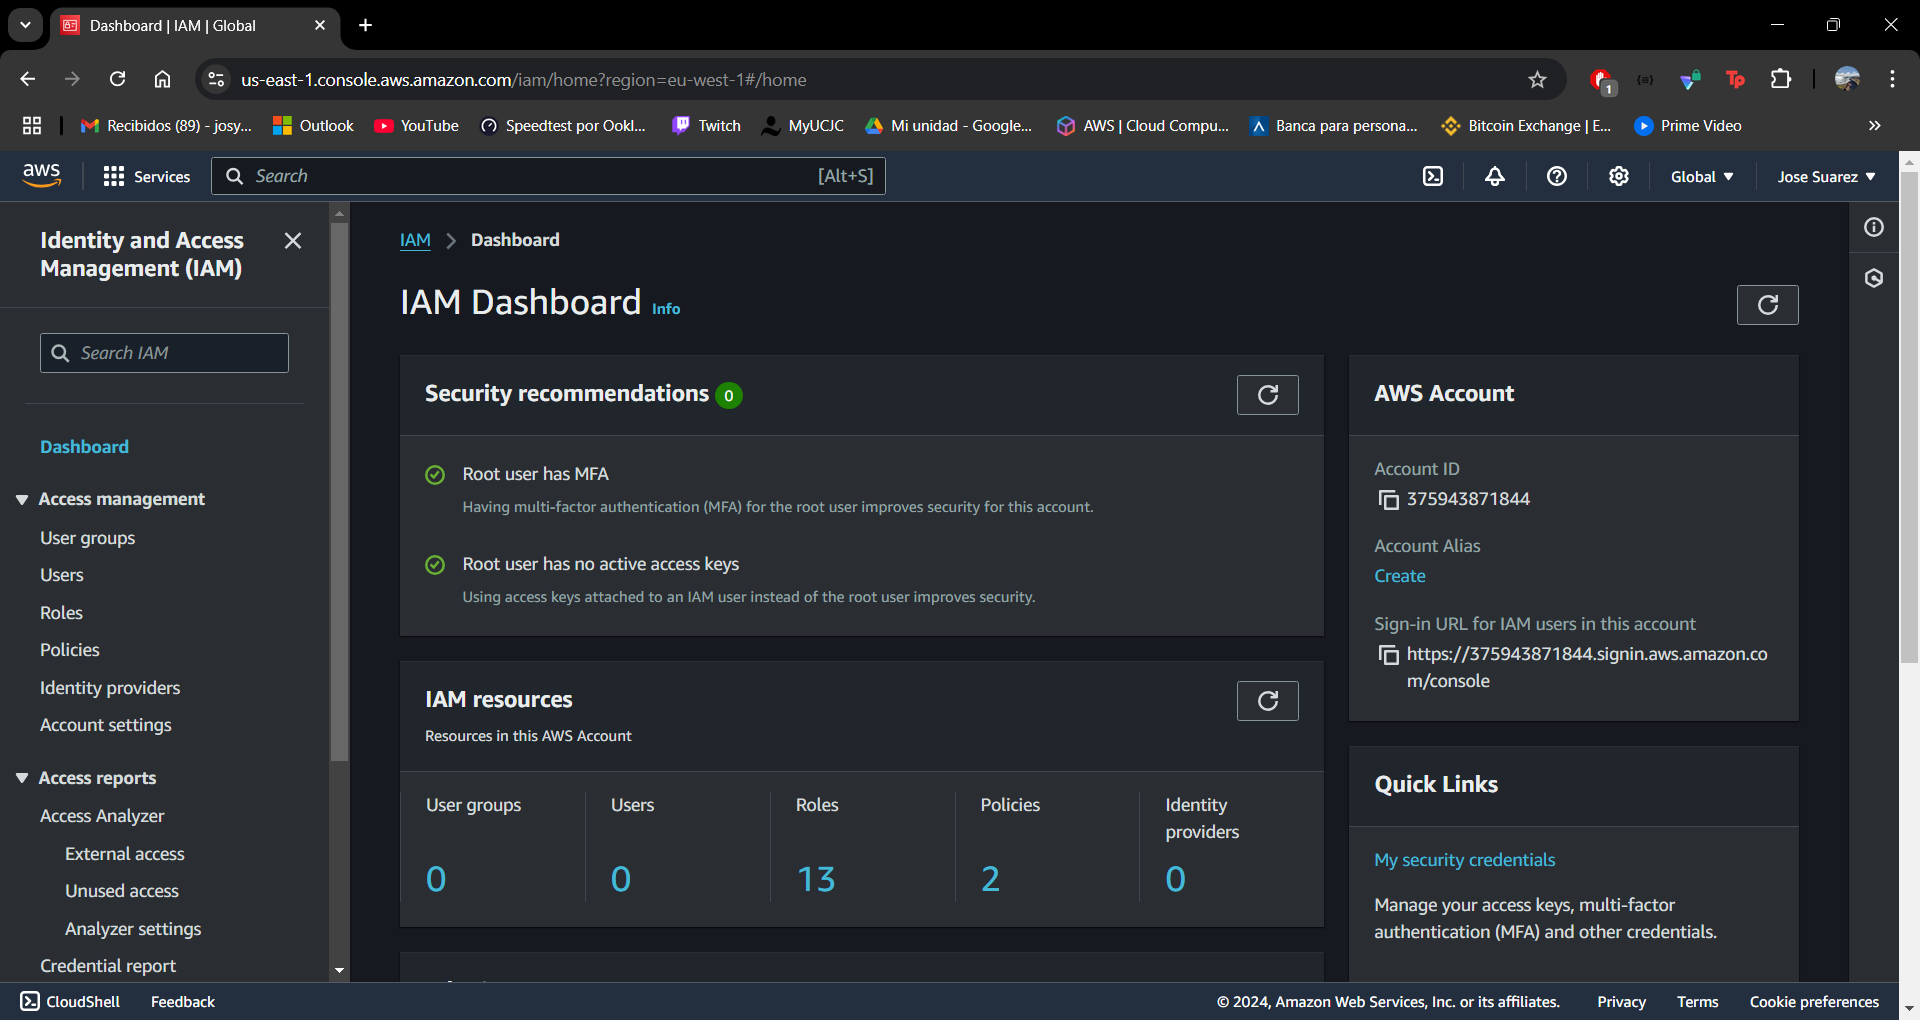 Dashboard | IAM | Global
us-east-1.console.aws.amazon.com/iam/home?region=eu-west-1#/home
1
Recibidos (89) - josy...
Outlook
YouTube
Speedtest por Ookl...
Twitch
MyUCJC
Mi unidad - Google...
AWS | Cloud Compu...
Banca para persona...
Bitcoin Exchange | E...
Prime Video
aws
Services
Search
[Alt+S]
Global
Jose Suarez
Identity and Access
Management (IAM)
Search IAM
Dashboard
Access management
User groups
Users
Roles
Policies
Identity providers
Account settings
Access reports
Access Analyzer
External access
Unused access
Analyzer settings
Credential report
IAM > Dashboard
IAM Dashboard Info
Security recommendations 0
Root user has MFA
Having multi-factor authentication (MFA) for the root user improves security for this account.
Root user has no active access keys
Using access keys attached to an IAM user instead of the root user improves security.
IAM resources
Resources in this AWS Account
User groups
0
Users
0
Roles
13
Policies
2
Identity
providers
0
AWS Account
Account ID
375943871844
Account Alias
Create
Sign-in URL for IAM users in this account
https://375943871844.signin.aws.amazon.co
m/console
Quick Links
My security credentials
Manage your access keys, multi-factor
authentication (MFA) and other credentials.
CloudShell
Feedback
© 2024, Amazon Web Services, Inc. or its affiliates.
Privacy
Terms
Cookie preferences